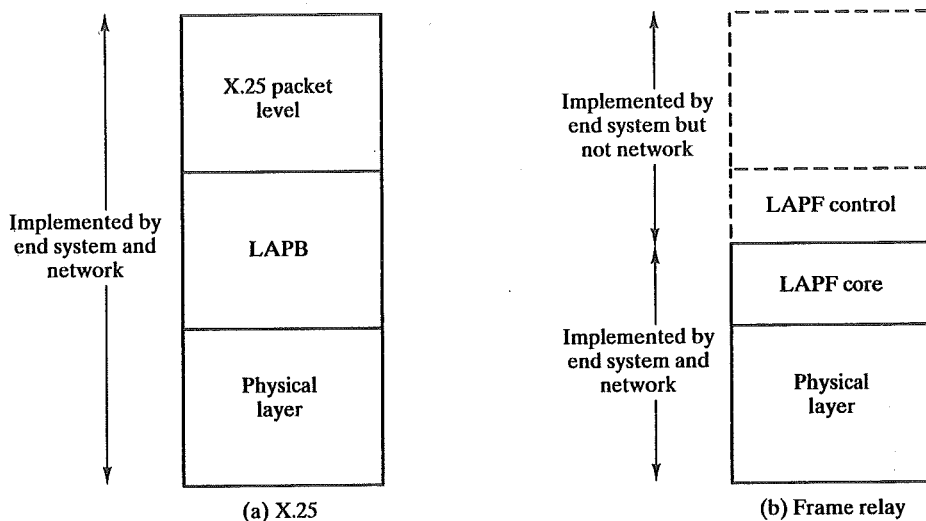 X.25 packet
level
Implemented by
end system and
network
LAPB
Physical
layer
(a) X.25
Implemented by
end system but
not network
LAPF control
LAPF core
Implemented by
end system and
network
Physical
layer
(b) Frame relay